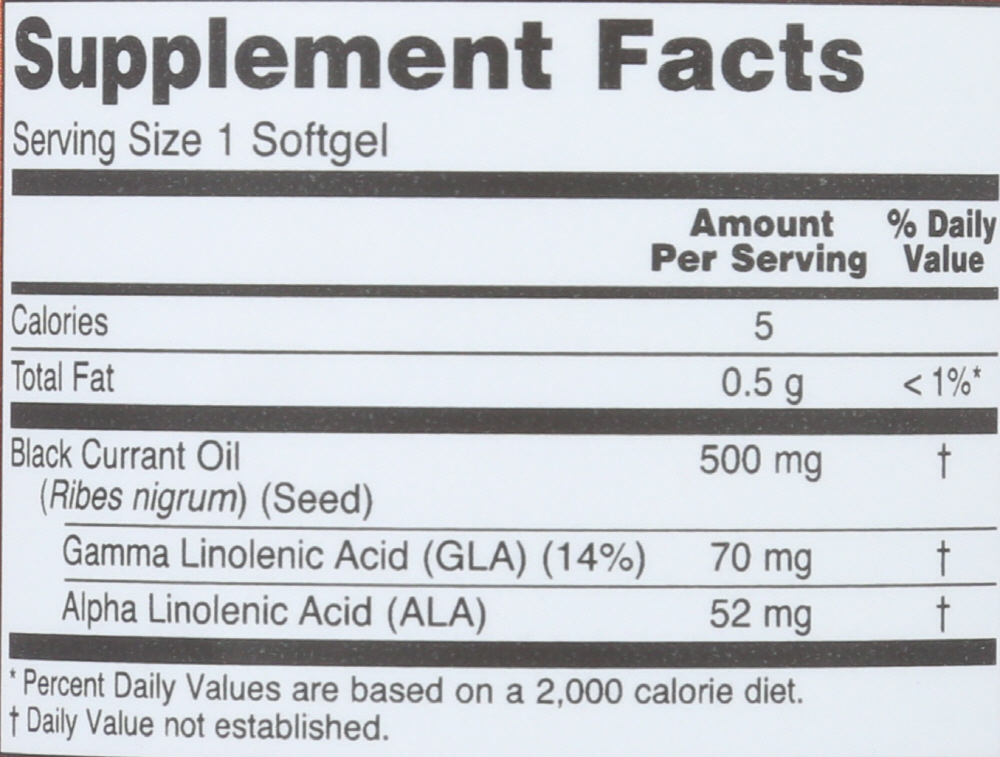 Supplement Facts
Serving Size 1 Softgel
Amount Per Serving % Daily Value
Calories 5
Total Fat 0.5 g < 1%*
Black Currant Oil 500 mg †
(Ribes nigrum) (Seed)
Gamma Linolenic Acid (GLA) (14%) 70 mg †
Alpha Linolenic Acid (ALA) 52 mg †
* Percent Daily Values are based on a 2,000 calorie diet.
† Daily Value not established.